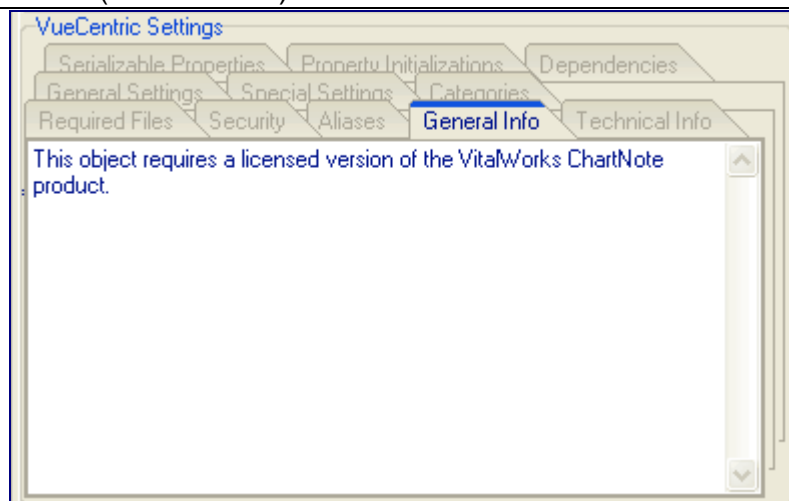 VueCentric Settings
Serializable Properties Property Initializations Dependencies
General Settings Special Settings Categories
Required Files Security Aliases General Info Technical Info
This object requires a licensed version of the VitalWorks ChartNote
product.